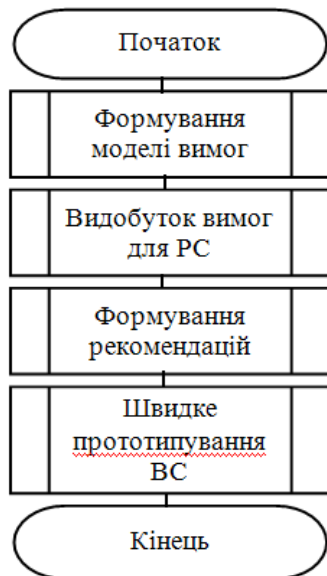 Початок
Формування
моделі вимог
Видобуток вимог
для РС
Формування
рекомендацій
Швидке
прототипування
ВС
Кінець